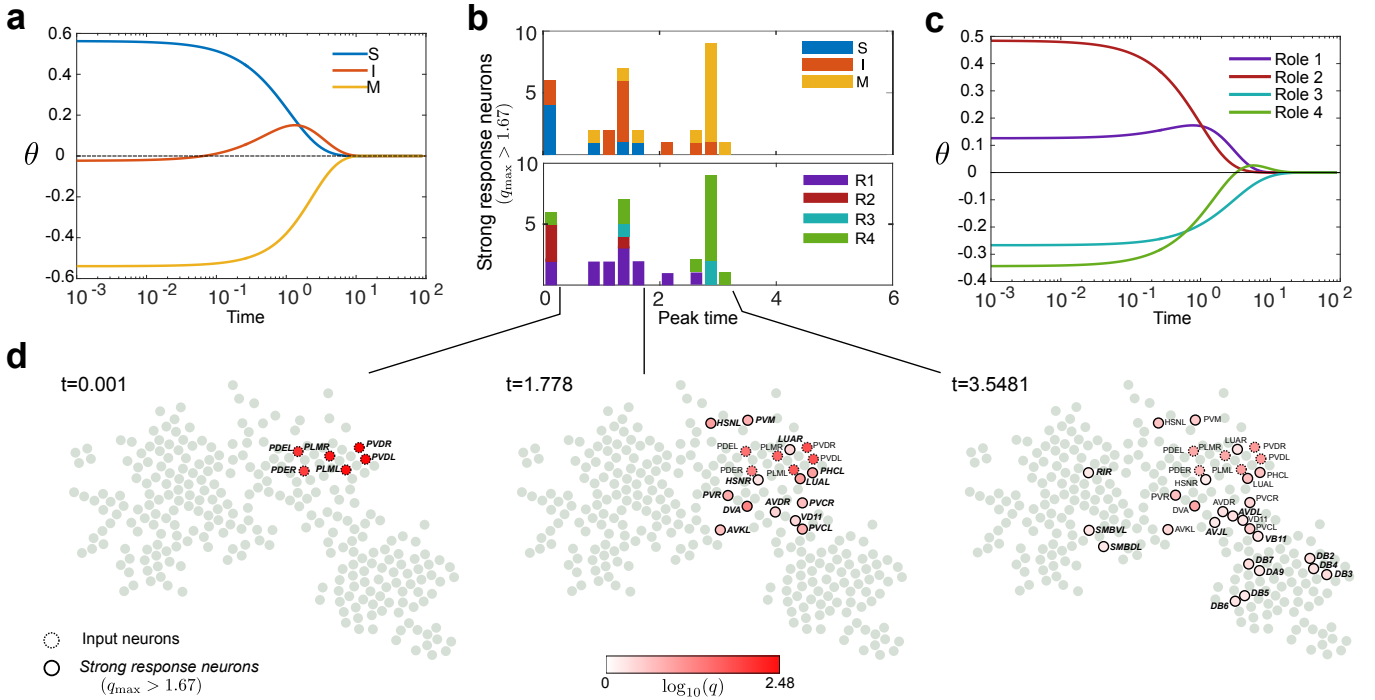 a
0.6
0.4
0.2
0
-0.2
-0.4
-0.6
θ
S
I
M
10^-3
10^-2
10^-1
10^0
10^1
10^2
Time
b
10
5
S
I
M
10
5
R1
R2
R3
R4
Strong response neurons
(q_max > 1.67)
0
2
4
6
Peak time
c
0.5
0.4
0.3
0.2
0.1
0
-0.1
-0.2
-0.3
-0.4
θ
Role 1
Role 2
Role 3
Role 4
10^-3
10^-2
10^-1
10^0
10^1
10^2
Time
d
t=0.001
PDEL
PLMR
PVDR
PVDL
PDER
PLML
t=1.778
HSNL
PVM
LUAR
PDEL
PLMR
PVDR
PVDL
PDER
PLML
PHCL
HSNR
LUAL
PVR
DVA
AVDR
PVCR
VD11
AVKL
PVCL
t=3.5481
HSNL
PVM
LUAR
PDEL
PLMR
PVDR
PVDL
RIR
PDER
PLML
PHCL
HSNR
LUAL
PVR
DVA
AVDR
PVCR
AVDL
VD11
SMBVL
AVKL
AVJL
PVCL
SMBDL
VB11
DB7
DB2
DB4
DA9
DB3
DB6
DB5
Input neurons
Strong response neurons
(q_max > 1.67)
0
log_10(q)
2.48